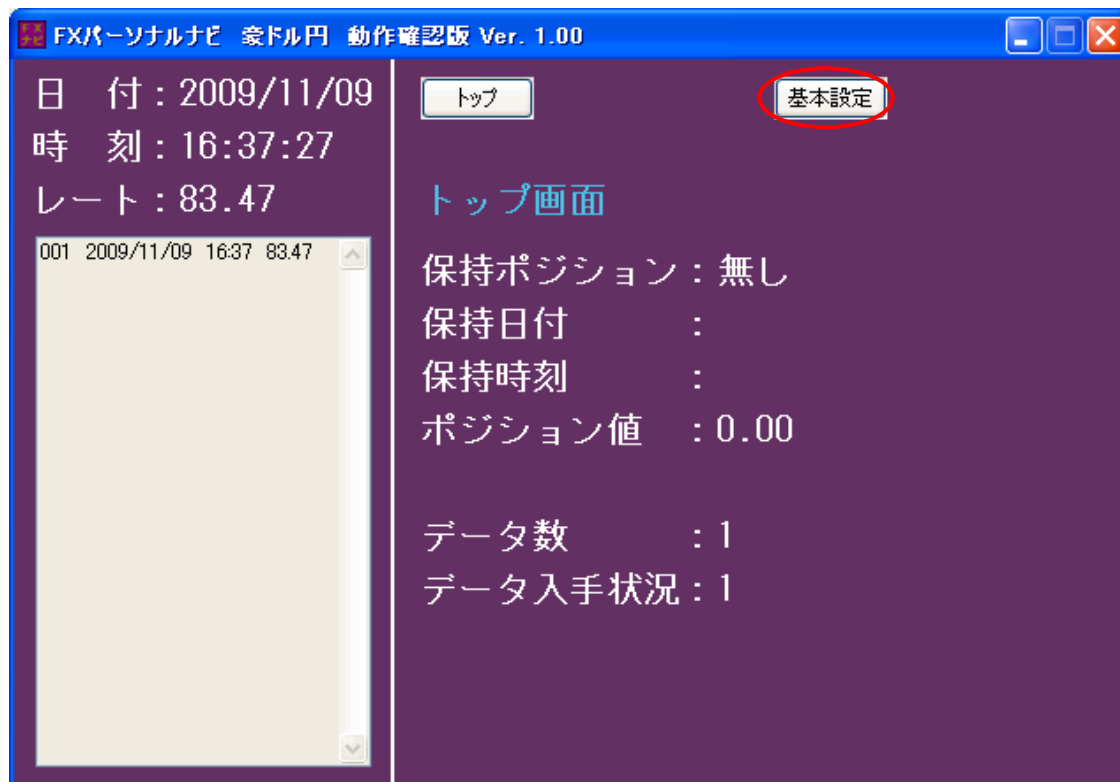 FXナビ FXパーソナルナビ 豪ドル円 動作確認版 Ver. 1.00
日 付：2009/11/09
時 刻：16:37:27
レート：83.47
001 2009/11/09 16:37 83.47
トップ 基本設定
トップ画面
保持ポジション：無し
保持日付 ：
保持時刻 ：
ポジション値 ：0.00
データ数 ：1
データ入手状況：1